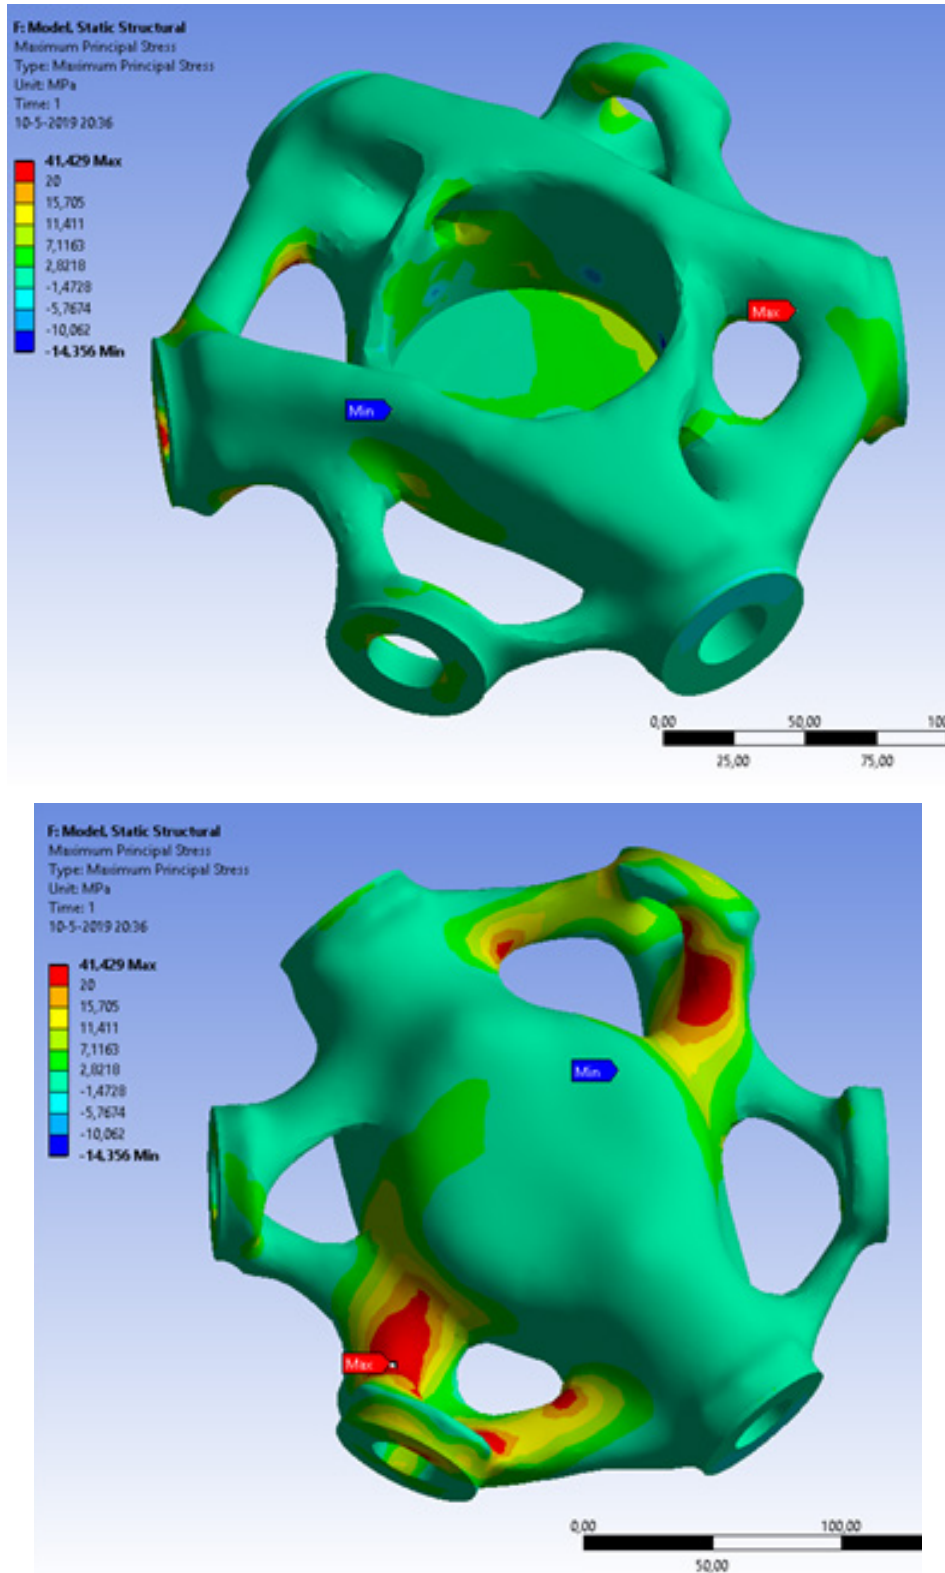 F: Model, Static Structural
Maximum Principal Stress
Type: Maximum Principal Stress
Unit: MPa
Time: 1
10-5-2019 20:36
41,429 Max
20
15,705
11,411
7,1163
2,8218
-1,4728
-5,7674
-10,062
-14,356 Min
Max
Min
0,00 50,00 100
25,00 75,00
F: Model, Static Structural
Maximum Principal Stress
Type: Maximum Principal Stress
Unit: MPa
Time: 1
10-5-2019 20:36
41,429 Max
20
15,705
11,411
7,1163
2,8218
-1,4728
-5,7674
-10,062
-14,356 Min
Min
Max
0,00 100,00
50,00